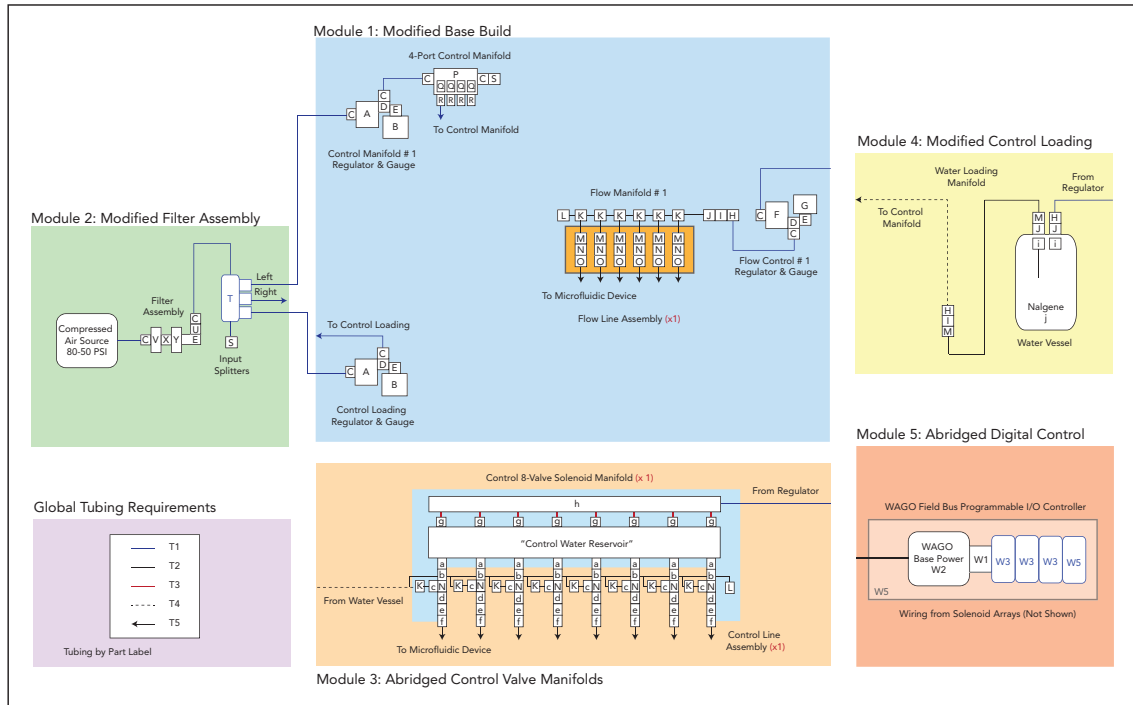 Module 1: Modified Base Build
4-Port Control Manifold
C P C S
Q Q Q Q
R R R R
To Control Manifold
C
D E
C A
B
Control Manifold # 1
Regulator & Gauge
Flow Manifold # 1
L K K K K K K J I H
M M M M M M
N N N N N N
O O O O O O
To Microfluidic Device
Flow Line Assembly (x1)
C F G
D E
C
Flow Control # 1
Regulator & Gauge
To Control Loading
C
D E
C A
B
Control Loading
Regulator & Gauge
Module 2: Modified Filter Assembly
Left
Right
T
Filter
Assembly
Compressed
Air Source
80-50 PSI
C V X Y
C
U
E
S
Input
Splitters
Module 4: Modified Control Loading
Water Loading
Manifold
From
Regulator
To Control
Manifold
M H
J J
i i
Nalgene
j
H
I
M
Water Vessel
Global Tubing Requirements
T1
T2
T3
T4
T5
Tubing by Part Label
Control 8-Valve Solenoid Manifold (x 1)
From Regulator
h
g g g g g g g g
"Control Water Reservoir"
a a a a a a a a
b b b b b b b b
K c N K c N K c N K c N K c N K c N K c N K c N L
d d d d d d d d
e e e e e e e e
f f f f f f f f
From Water Vessel
To Microfluidic Device
Control Line
Assembly (x1)
Module 3: Abridged Control Valve Manifolds
Module 5: Abridged Digital Control
WAGO Field Bus Programmable I/O Controller
WAGO
Base Power
W2
W1 W3 W3 W3 W5
W5
Wiring from Solenoid Arrays (Not Shown)